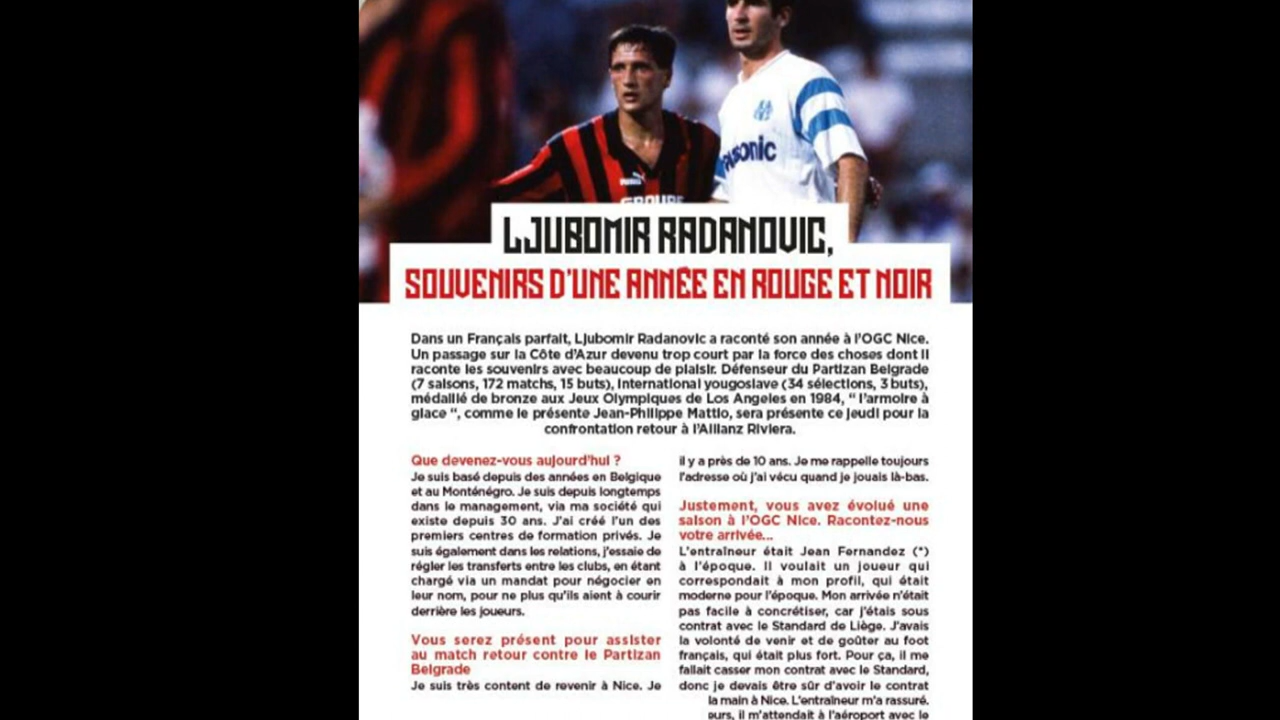 Panasonic
PUMA
GROUPE
LJUBOMIR RADANOVIC,
SOUVENIRS D'UNE ANNÉE EN ROUGE ET NOIR
Dans un Français parfait, Ljubomir Radanovic a raconté son année à l'OGC Nice.
Un passage sur la Côte d'Azur devenu trop court par la force des choses dont il
raconte les souvenirs avec beaucoup de plaisir. Défenseur du Partizan Belgrade
(7 saisons, 172 matchs, 15 buts), international yougoslave (34 sélections, 3 buts),
médaillé de bronze aux Jeux Olympiques de Los Angeles en 1984, “ l'armoire à
glace “, comme le présente Jean-Philippe Mattio, sera présente ce jeudi pour la
confrontation retour à l'Allianz Riviera.
Que devenez-vous aujourd'hui ?
Je suis basé depuis des années en Belgique
et au Monténégro. Je suis depuis longtemps
dans le management, via ma société qui
existe depuis 30 ans. J'ai créé l'un des
premiers centres de formation privés. Je
suis également dans les relations, j'essaie de
régler les transferts entre les clubs, en étant
chargé via un mandat pour négocier en
leur nom, pour ne plus qu'ils aient à courir
derrière les joueurs.
Vous serez présent pour assister
au match retour contre le Partizan
Belgrade
Je suis très content de revenir à Nice. Je
il y a près de 10 ans. Je me rappelle toujours
l'adresse où j'ai vécu quand je jouais là-bas.
Justement, vous avez évolué une
saison à l'OGC Nice. Racontez-nous
votre arrivée...
L'entraîneur était Jean Fernandez (*)
à l'époque. Il voulait un joueur qui
correspondait à mon profil, qui était
moderne pour l'époque. Mon arrivée n'était
pas facile à concrétiser, car j'étais sous
contrat avec le Standard de Liège. J'avais
la volonté de venir et de goûter au foot
français, qui était plus fort. Pour ça, il me
fallait casser mon contrat avec le Standard,
donc je devais être sûr d'avoir le contrat
la main à Nice. L'entraîneur m'a rassuré.
eurs, il m'attendait à l'aéroport avec le